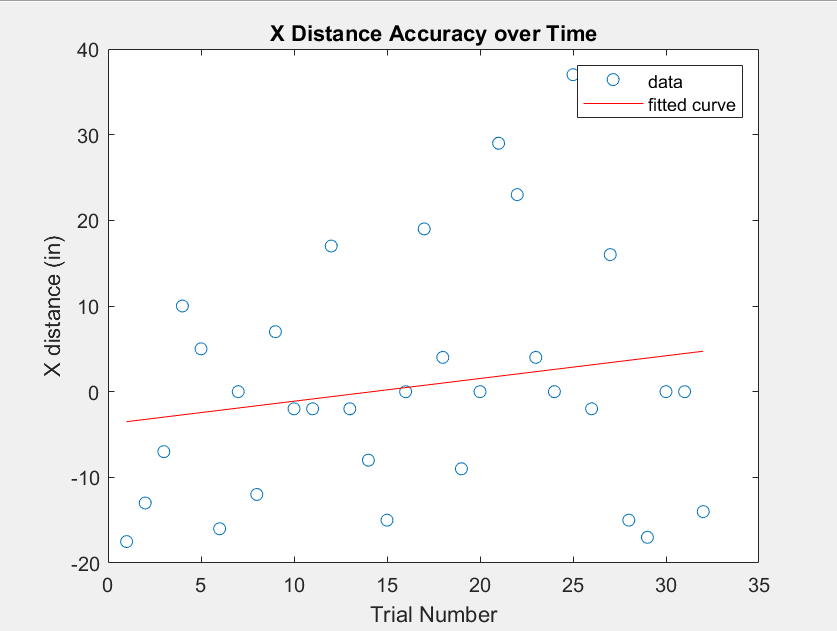 X Distance Accuracy over Time
40
30
20
10
0
-10
-20
X distance (in)
data
fitted curve
0 5 10 15 20 25 30 35
Trial Number